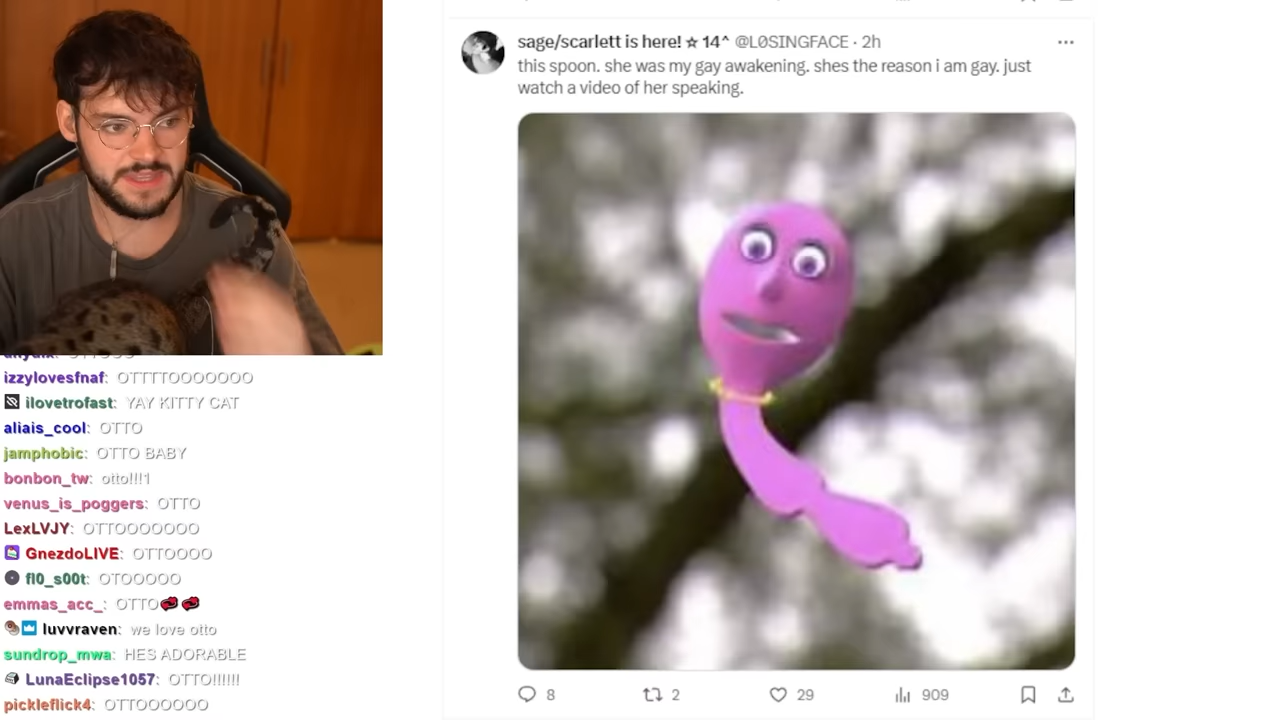 sage/scarlett is here! ☆ 14^ @L0SINGFACE · 2h
this spoon. she was my gay awakening. shes the reason i am gay. just
watch a video of her speaking.
8 2 29 909
izzylovesfnaf: OTTTTOOOOOOO
ilovetrofast: YAY KITTY CAT
aliais_cool: OTTO
jamphobic: OTTO BABY
bonbon_tw: otto!!!1
venus_is_poggers: OTTO
LexLVJY: OTTOOOOOOO
GnezdoLIVE: OTTOOOO
fl0_s00t: OTOOOOO
emmas_acc_: OTTO
luvvraven: we love otto
sundrop_mwa: HES ADORABLE
LunaEclipse1057: OTTO!!!!!!
pickleflick4: OTTOOOOOO